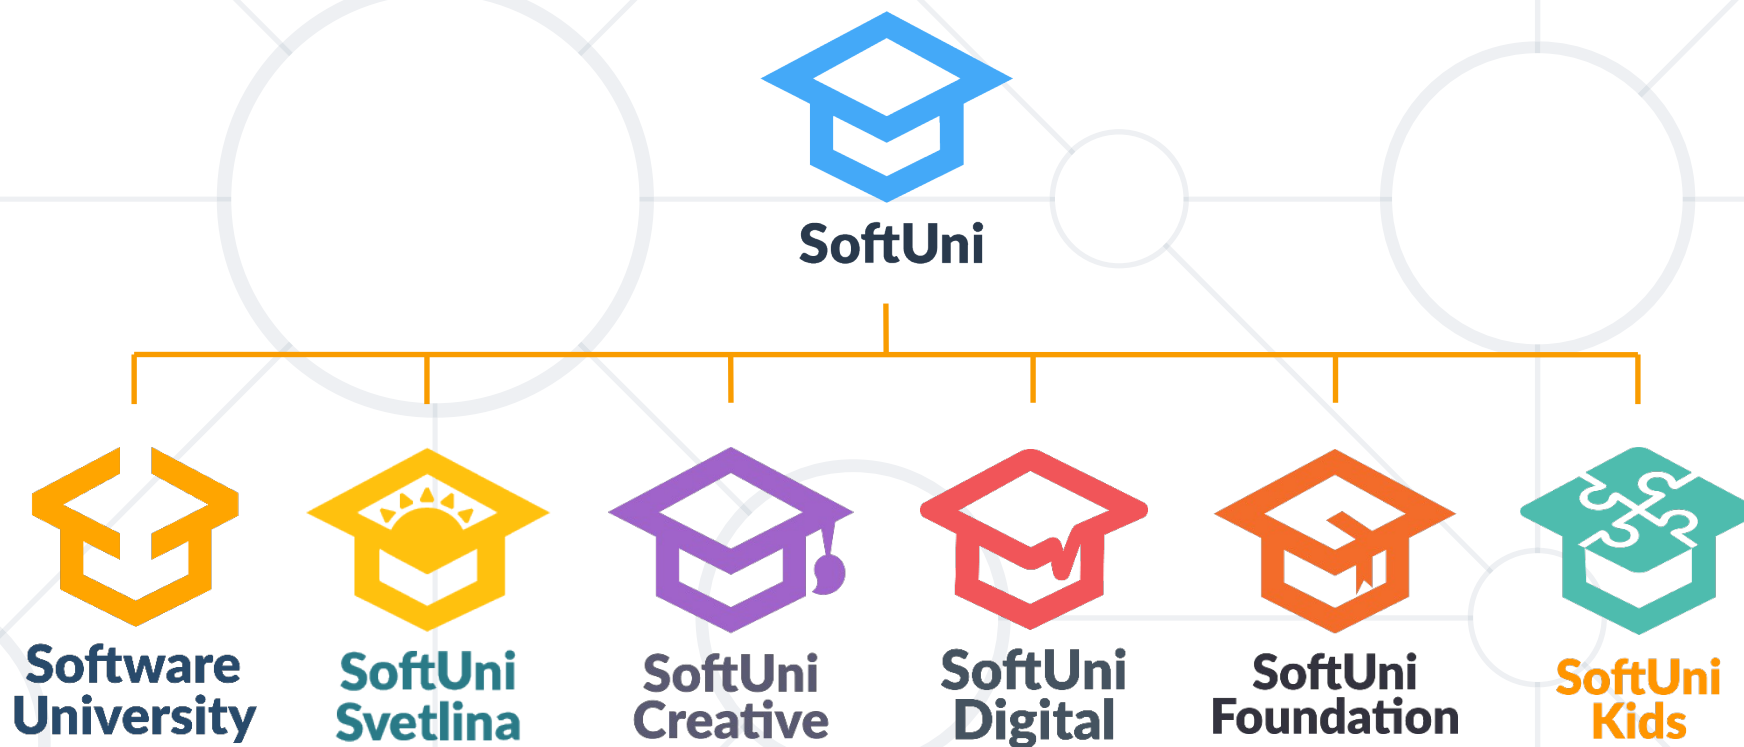 SoftUni
Software
University
SoftUni
Svetlina
SoftUni
Creative
SoftUni
Digital
SoftUni
Foundation
SoftUni
Kids